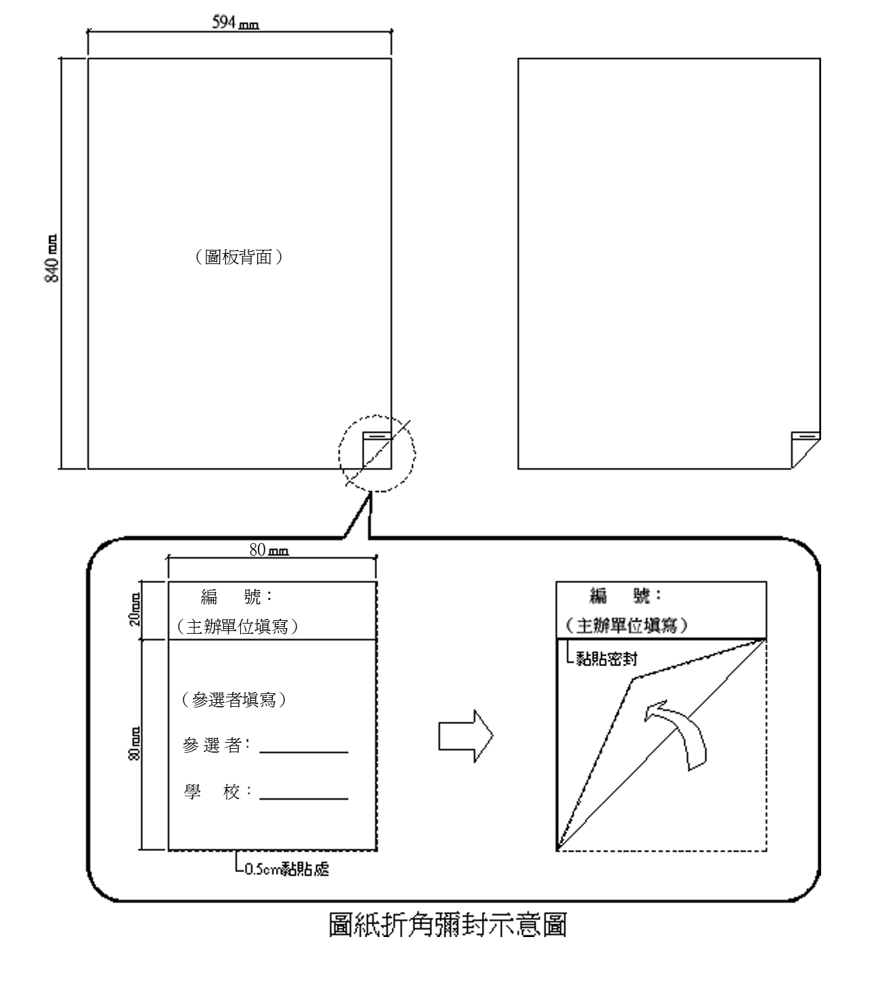 594 mm
840 mm
（圖板背面）
80 mm
20mm
編 號：
（主辦單位填寫）
80mm
（參選者填寫）
參 選 者：
學 校：
0.5cm黏貼處
編 號：
（主辦單位填寫）
黏貼密封
圖紙折角彌封示意圖